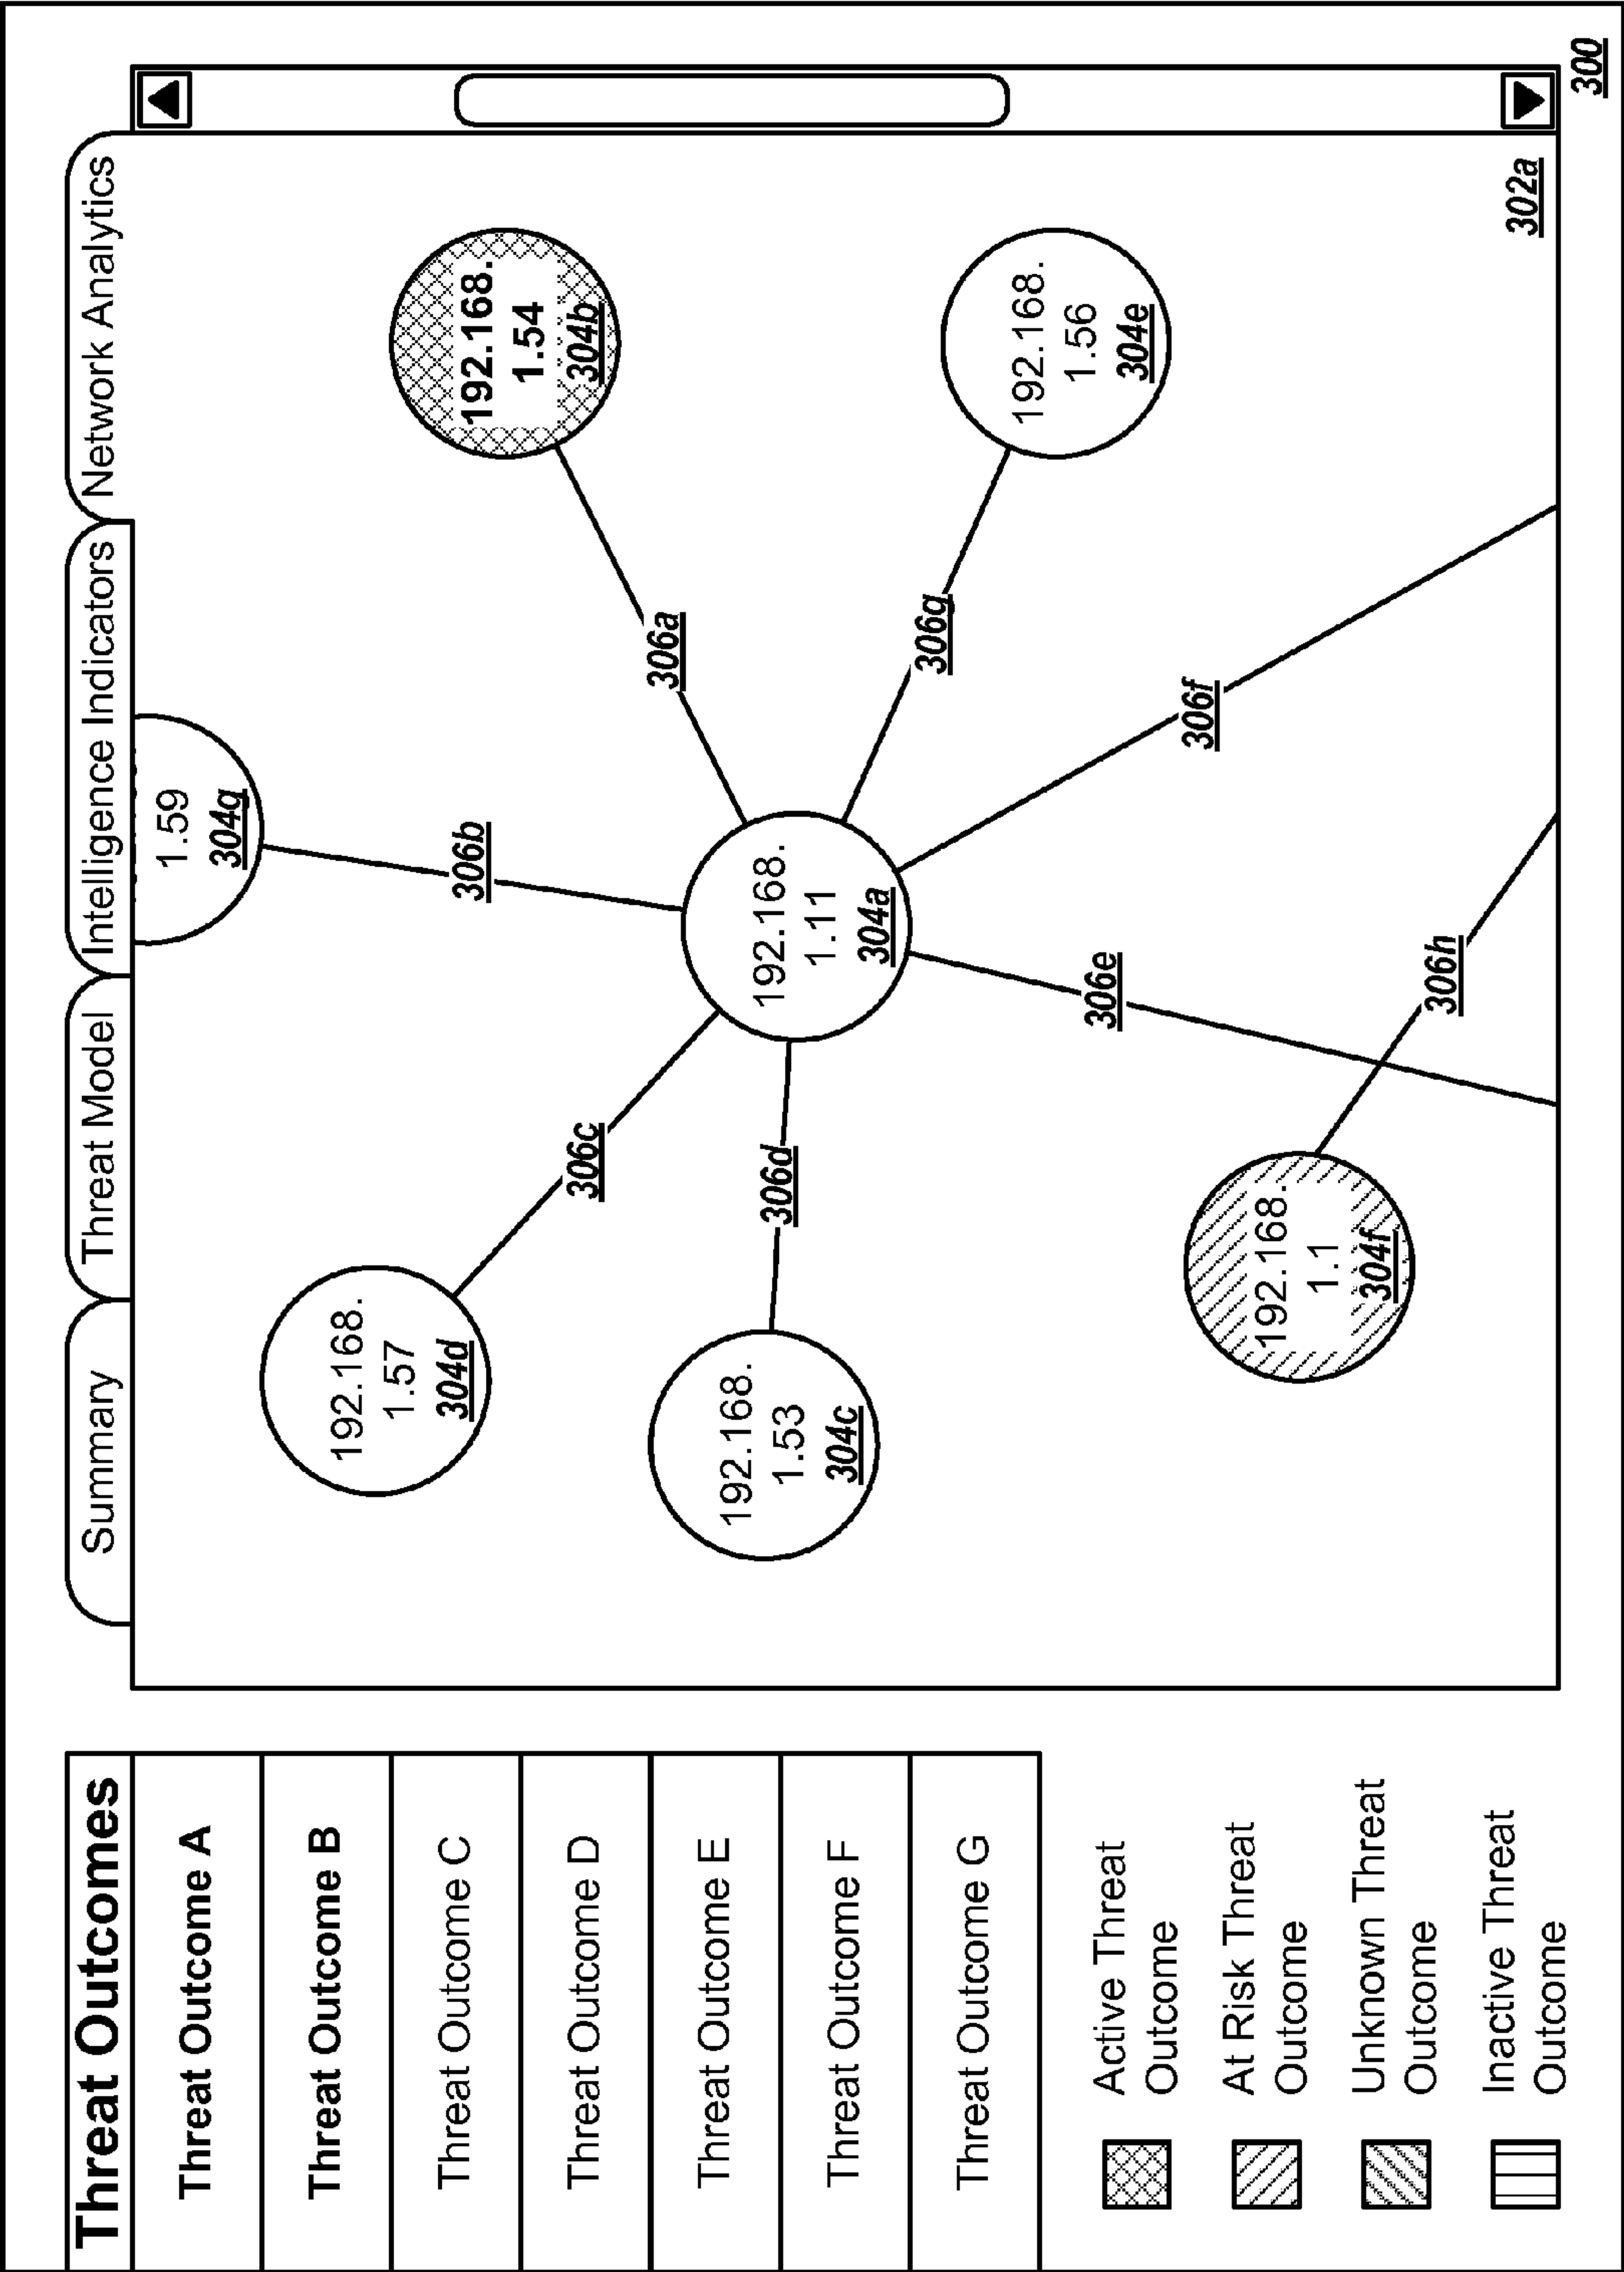 Threat Outcomes
Threat Outcome A
Threat Outcome B
Threat Outcome C
Threat Outcome D
Threat Outcome E
Threat Outcome F
Threat Outcome G
Active Threat
Outcome
At Risk Threat
Outcome
Unknown Threat
Outcome
Inactive Threat
Outcome
Summary
Threat Model
Intelligence Indicators
Network Analytics
1.59
304g
192.168.
1.54
304b
192.168.
1.57
304d
192.168.
1.53
304c
192.168.
1.11
304a
192.168.
1.56
304e
192.168.
1.1
304f
306b
306a
306c
306d
306g
306f
306e
306h
302a
300